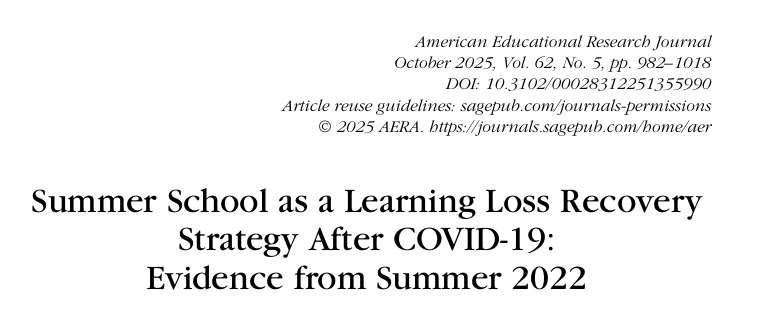 American Educational Research Journal
October 2025, Vol. 62, No. 5, pp. 982–1018
DOI: 10.3102/00028312251355990
Article reuse guidelines: sagepub.com/journals-permissions
© 2025 AERA. https://journals.sagepub.com/home/aer
Summer School as a Learning Loss Recovery
Strategy After COVID-19:
Evidence from Summer 2022